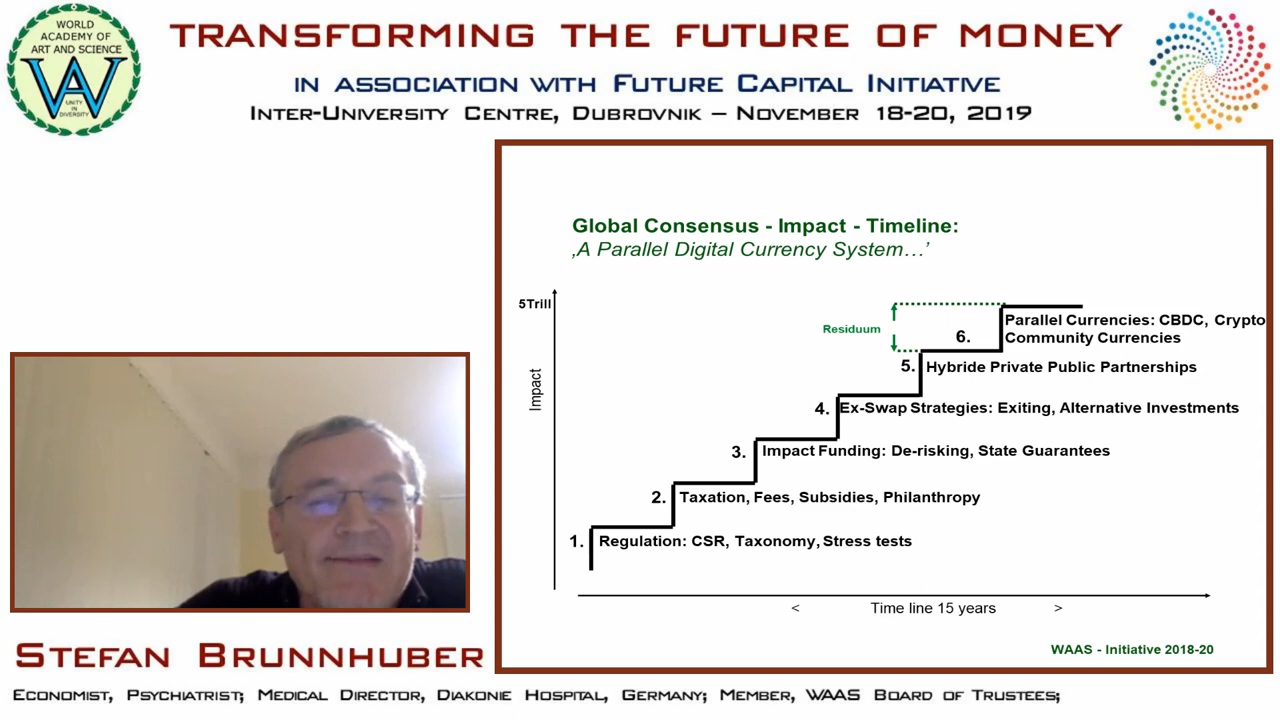 WORLD
ACADEMY OF
ART AND SCIENCE
UNITY
IN
DIVERSITY
TRANSFORMING THE FUTURE OF MONEY
IN ASSOCIATION WITH FUTURE CAPITAL INITIATIVE
INTER-UNIVERSITY CENTRE, DUBROVNIK – NOVEMBER 18-20, 2019
Global Consensus - Impact - Timeline:
‚A Parallel Digital Currency System…’
5Trill
Impact
Residuum
6.
Parallel Currencies: CBDC, Crypto
Community Currencies
5. Hybride Private Public Partnerships
4. Ex-Swap Strategies: Exiting, Alternative Investments
3. Impact Funding: De-risking, State Guarantees
2. Taxation, Fees, Subsidies, Philanthropy
1. Regulation: CSR, Taxonomy, Stress tests
< Time line 15 years >
WAAS - Initiative 2018-20
STEFAN BRUNNHUBER
ECONOMIST, PSYCHIATRIST; MEDICAL DIRECTOR, DIAKONIE HOSPITAL, GERMANY; MEMBER, WAAS BOARD OF TRUSTEES;